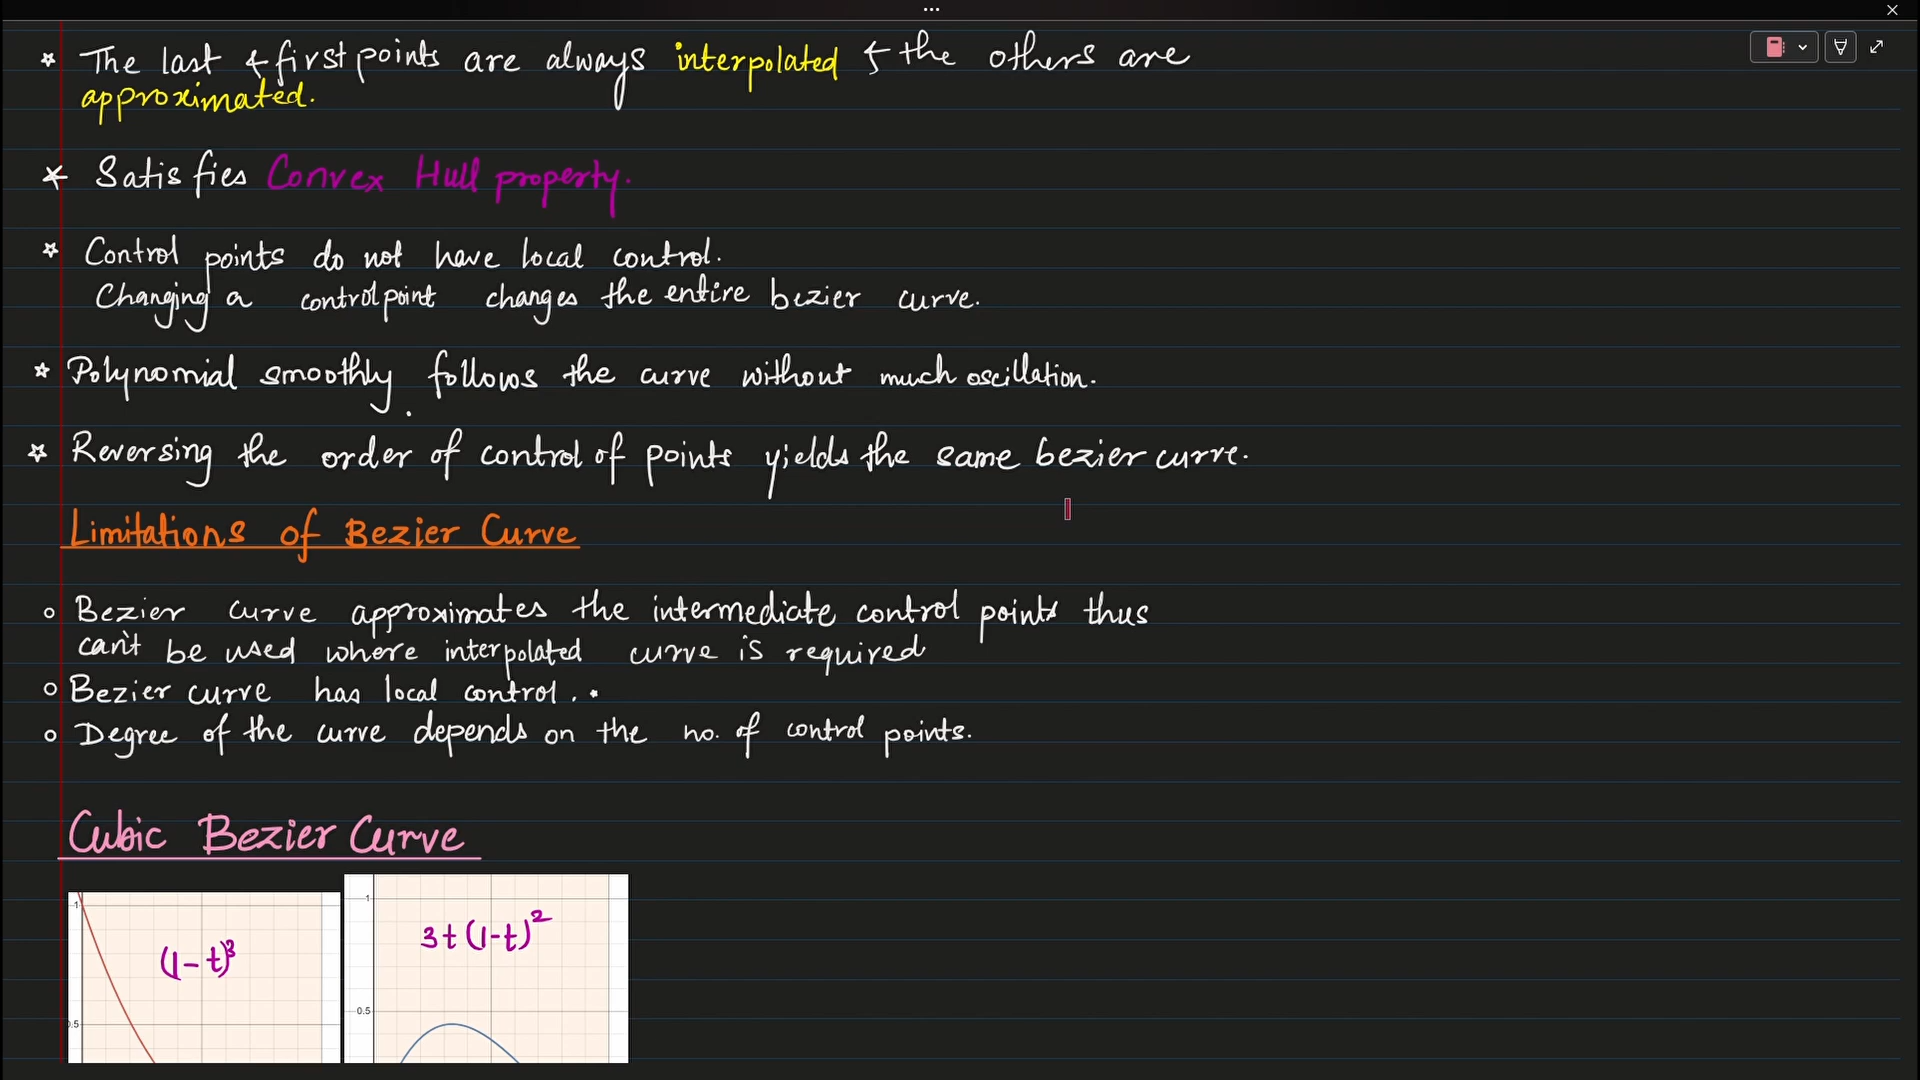 * The last & first points are always interpolated & the others are
approximated.
* Satisfies Convex Hull property.
* Control points do not have local control.
Changing a control point changes the entire bezier curve.
* Polynomial smoothly follows the curve without much oscillation.
* Reversing the order of control of points yields the same bezier curve.
Limitations of Bezier Curve
o Bezier curve approximates the intermediate control points thus
can't be used where interpolated curve is required
o Bezier curve has local control.
o Degree of the curve depends on the no. of control points.
Cubic Bezier Curve
1
(1-t)³
0.5
1
3t(1-t)²
0.5